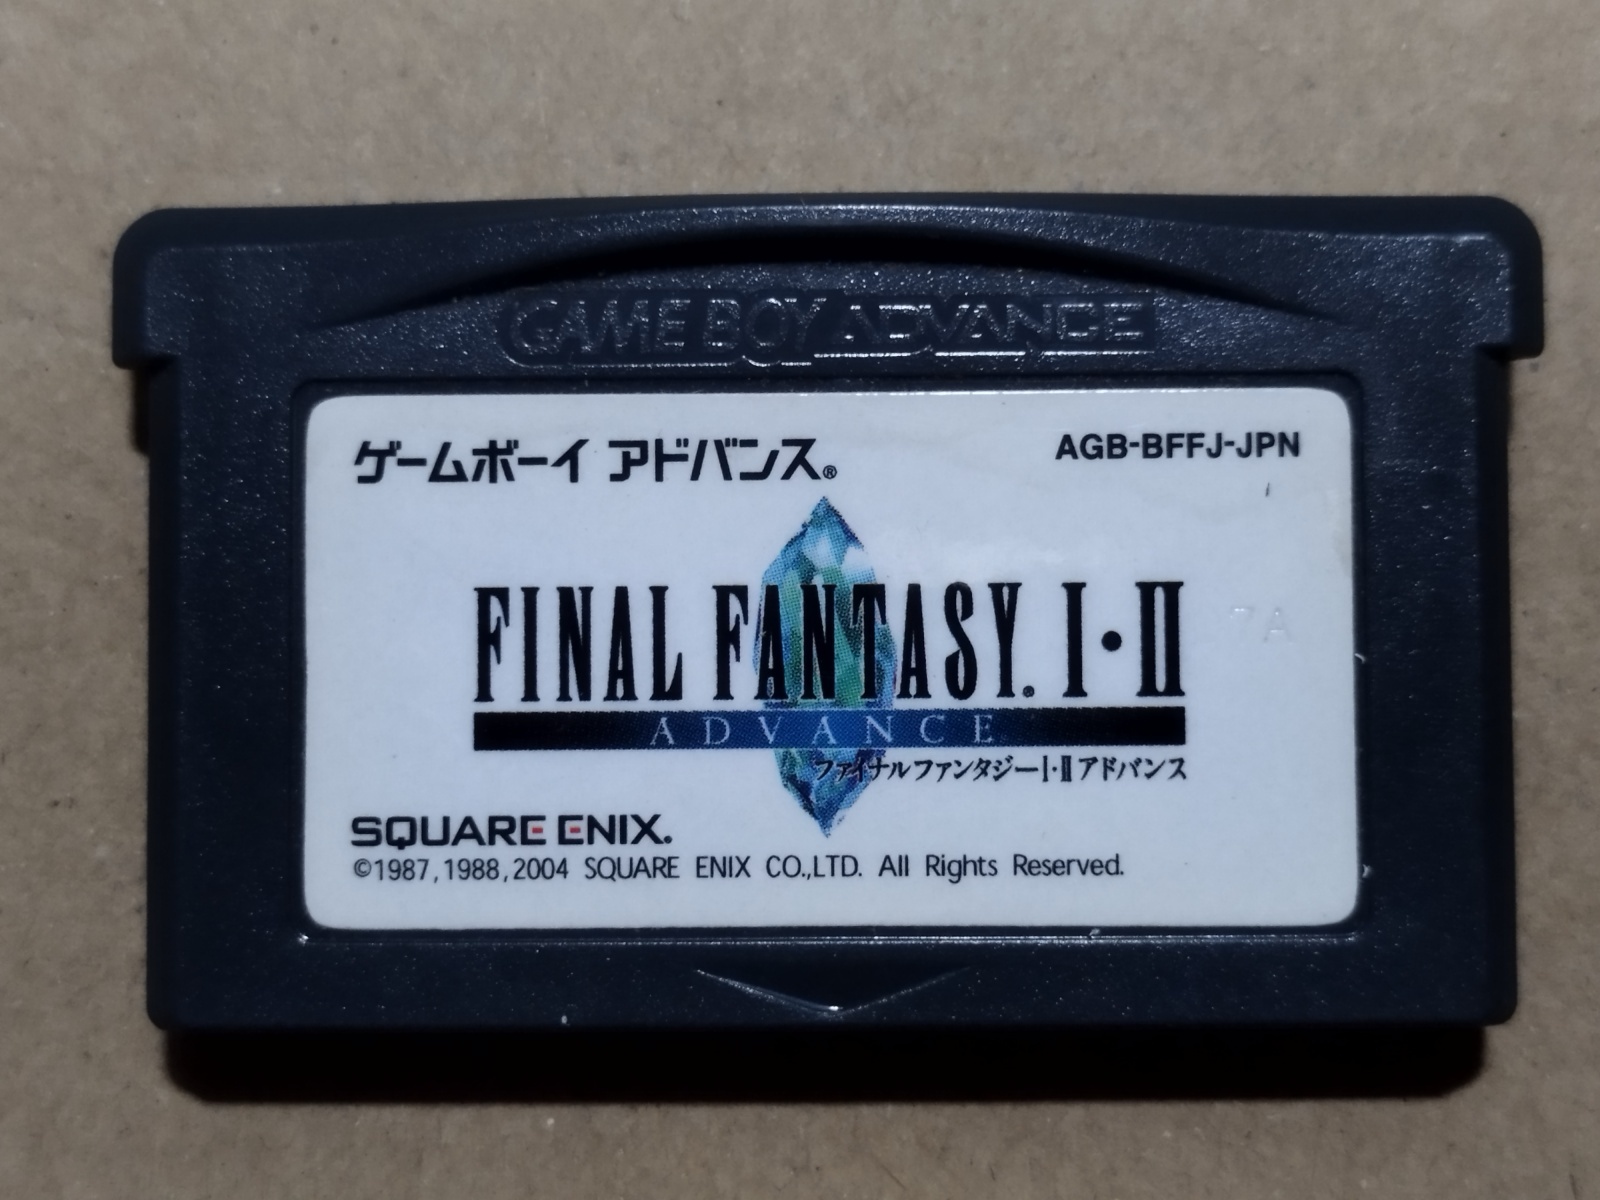 GAME BOY ADVANCE
ゲームボーイ アドバンス®
AGB-BFFJ-JPN
FINAL FANTASY® I・II
ADVANCE
ファイナルファンタジーI・II アドバンス
SQUARE ENIX.
©1987,1988,2004 SQUARE ENIX CO.,LTD. All Rights Reserved.